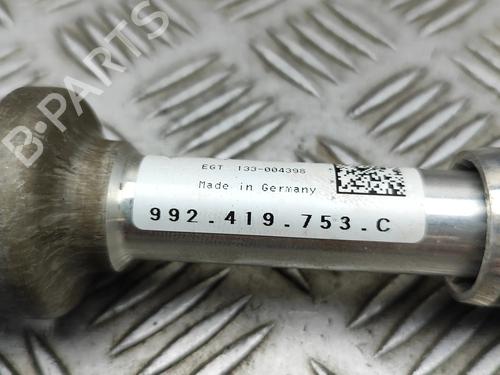 B-PARTS
EGT 133-004398
Made in Germany
992.419.753.C